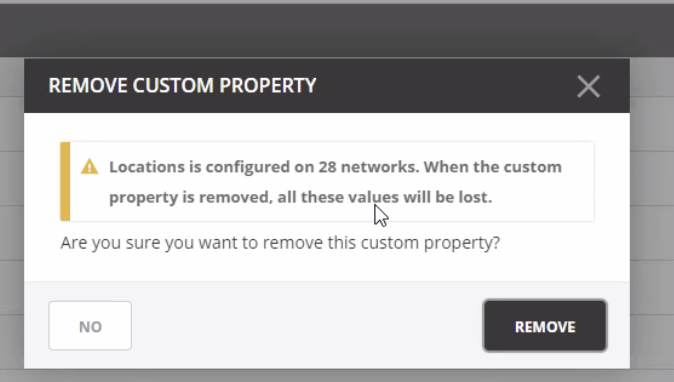 REMOVE CUSTOM PROPERTY
Locations is configured on 28 networks. When the custom
property is removed, all these values will be lost.
Are you sure you want to remove this custom property?
NO
REMOVE